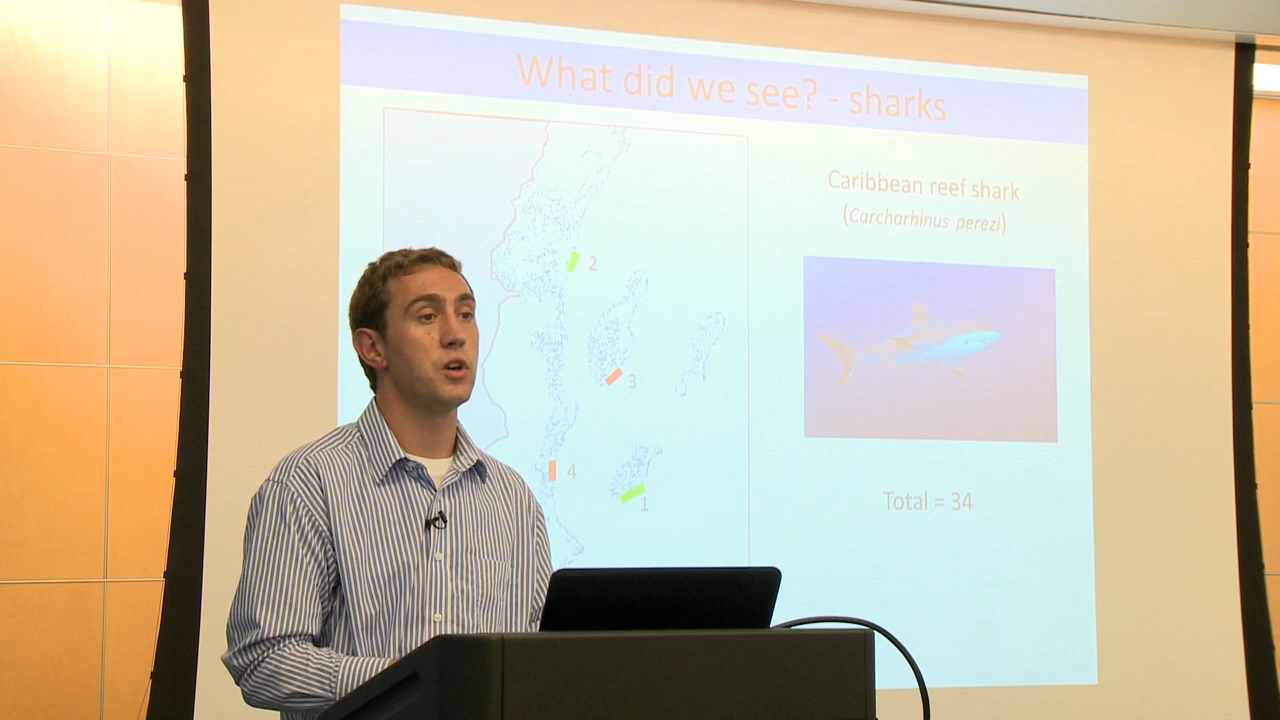 What did we see? - sharks
Caribbean reef shark
(Carcharhinus perezi)
2
3
4
1
Total = 34